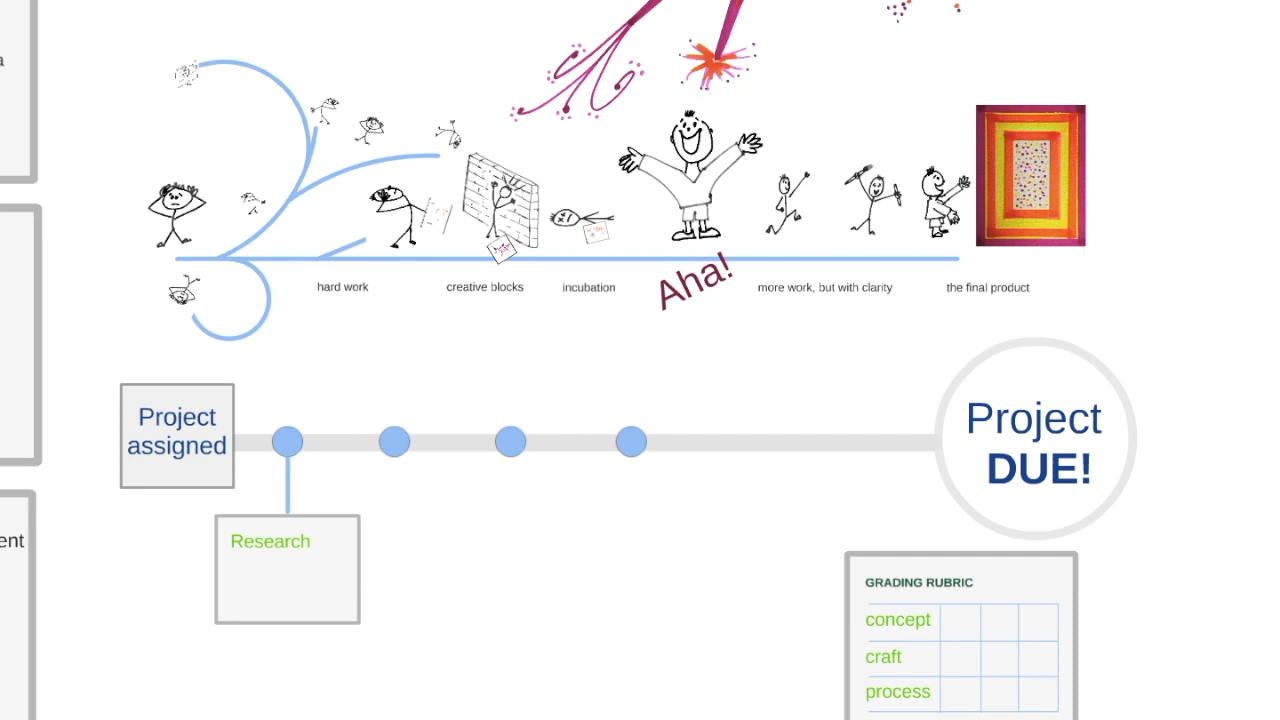 a
hard work
creative blocks
incubation
Aha!
more work, but with clarity
the final product
Project
assigned
Project
DUE!
ent
Research
GRADING RUBRIC
concept
craft
process